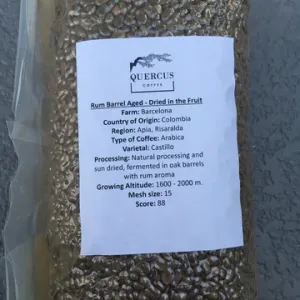 QUERCUS
COFFEE
Rum Barrel Aged - Dried in the Fruit
Farm: Barcelona
Country of Origin: Colombia
Region: Apia, Risaralda
Type of Coffee: Arabica
Varietal: Castillo
Processing: Natural processing and
sun dried, fermented in oak barrels
with rum aroma
Growing Altitude: 1600 - 2000 m.
Mesh size: 15
Score: 88